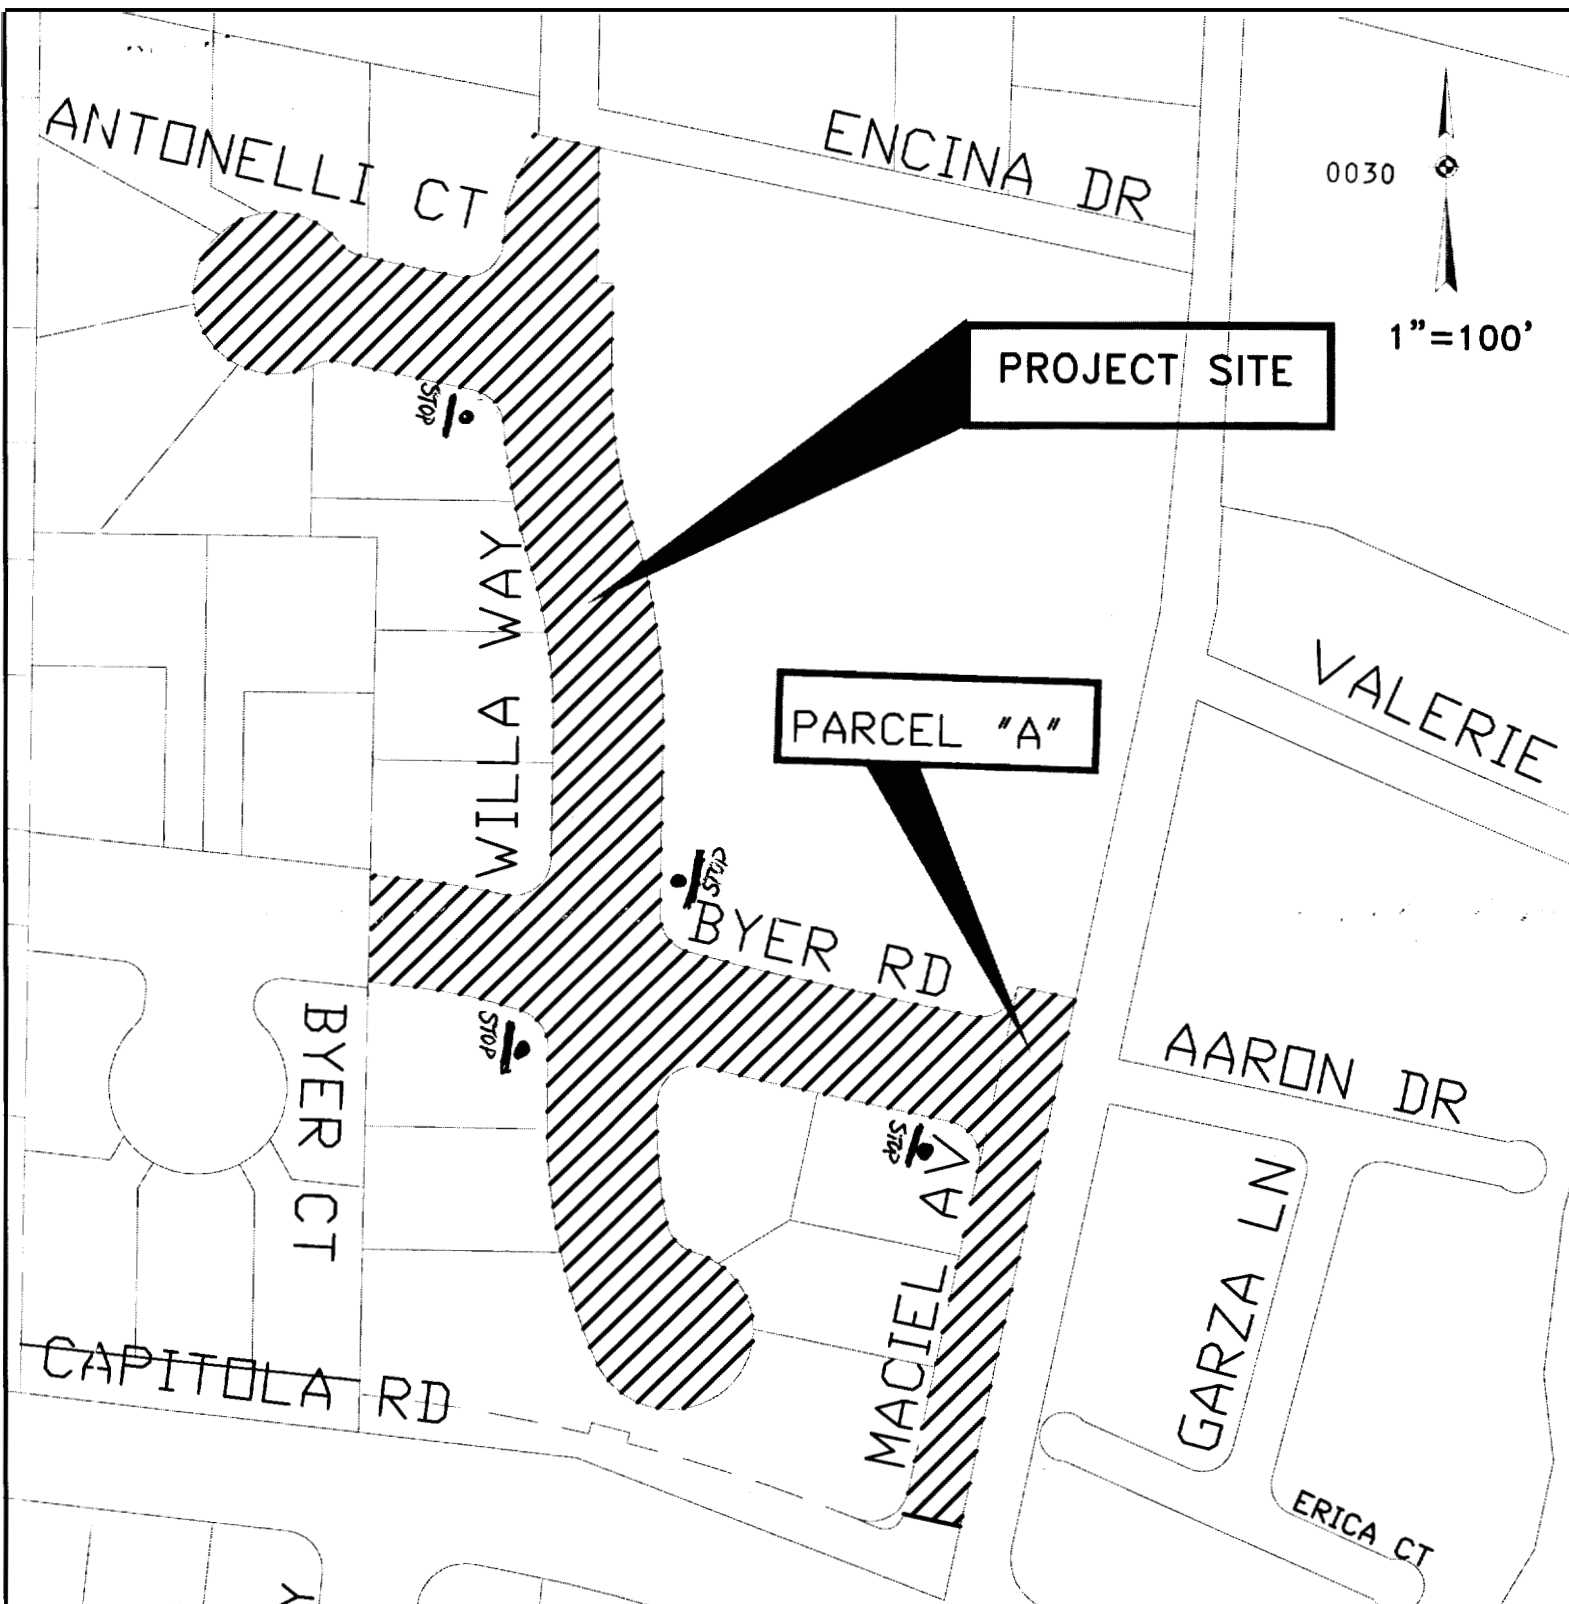 ANTONELLI CT
ENCINA DR
0030
1"=100'
PROJECT SITE
STOP
WILLA WAY
VALERIE
PARCEL "A"
STOP
BYER RD
STOP
BYER CT
AARON DR
STOP
MACIEL AV
GARZA LN
CAPITOLA RD
ERICA CT
Y